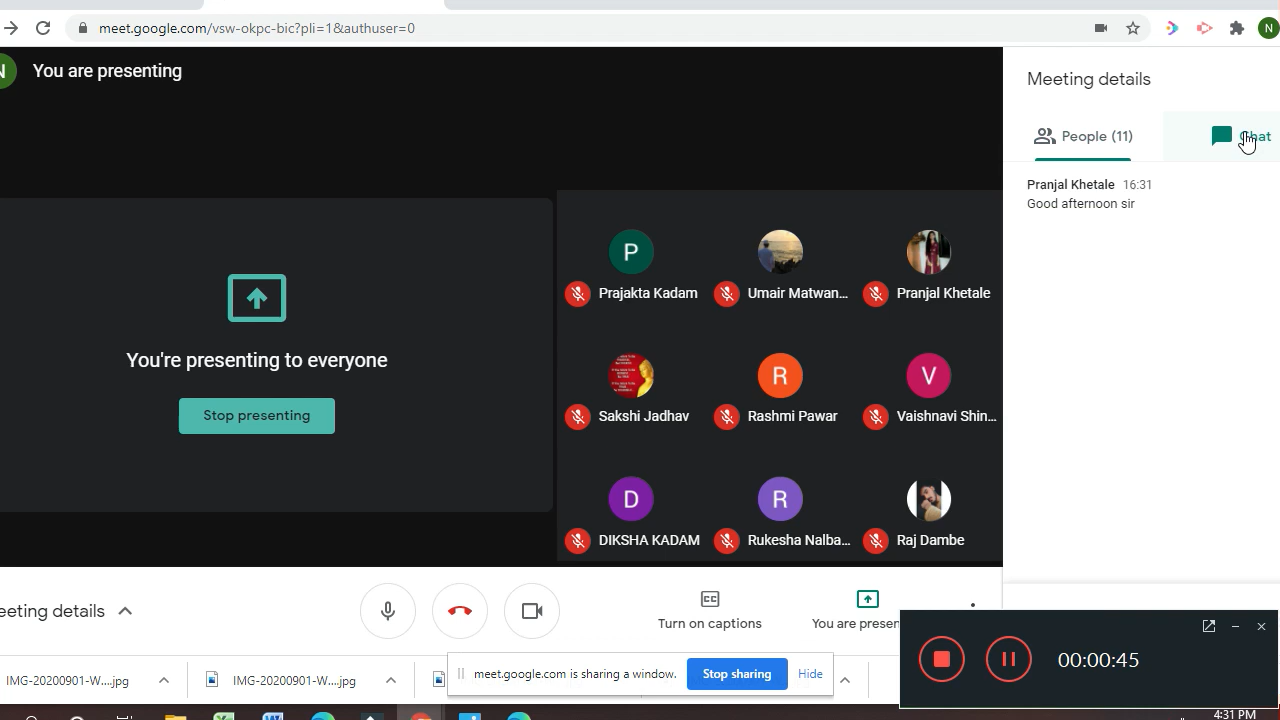 meet.google.com/vsw-okpc-bic?pli=1&authuser=0
N
N
You are presenting
Meeting details
People (11)
Chat
Pranjal Khetale 16:31
Good afternoon sir
You're presenting to everyone
Stop presenting
P
Prajakta Kadam
Umair Matwan...
Pranjal Khetale
Sakshi Jadhav
R
Rashmi Pawar
V
Vaishnavi Shin...
D
DIKSHA KADAM
R
Rukesha Nalba...
Raj Dambe
eeting details
CC
Turn on captions
You are presen
00:00:45
IMG-20200901-W....jpg
IMG-20200901-W....jpg
meet.google.com is sharing a window.
Stop sharing
Hide
4:31 PM